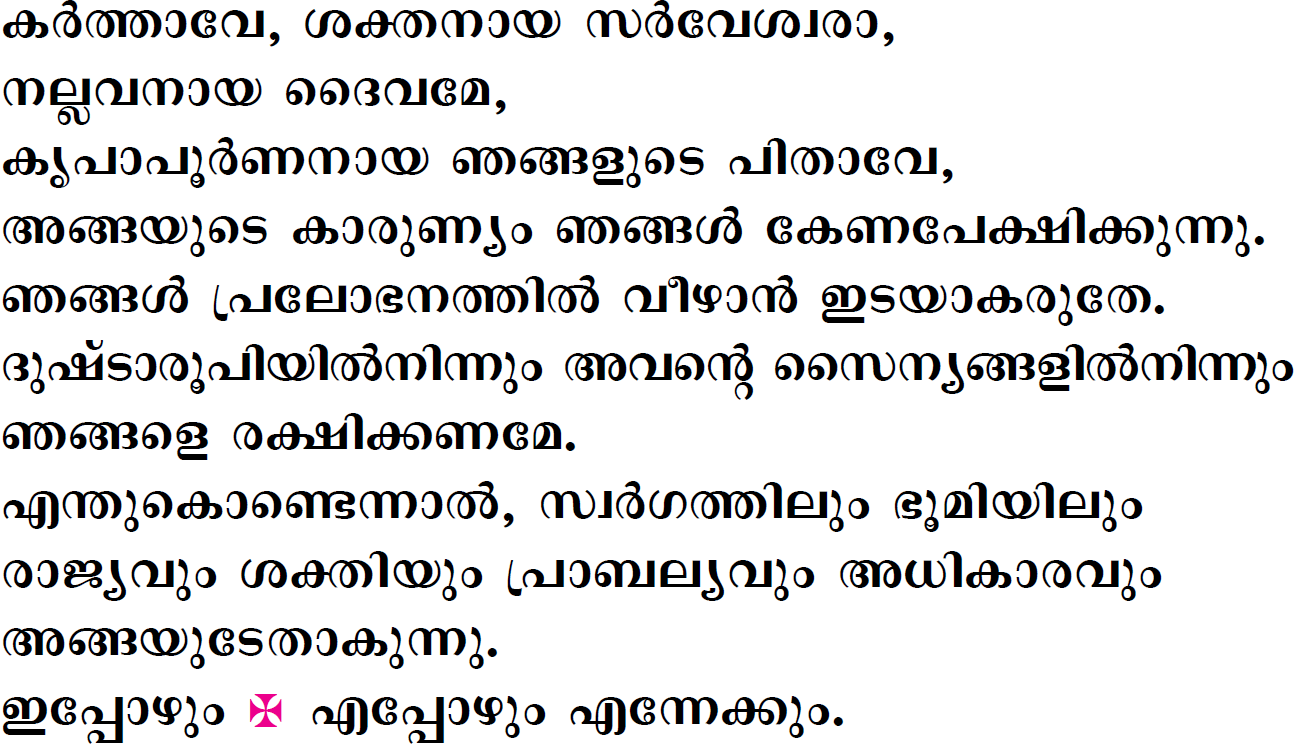 കർത്താവേ, ശക്തനായ സർവേശ്വരാ,
നല്ലവനായ ദൈവമേ,
കൃപാപൂർണനായ ഞങ്ങളുടെ പിതാവേ,
അങ്ങയുടെ കാരുണ്യം ഞങ്ങൾ കേണപേക്ഷിക്കുന്നു.
ഞങ്ങൾ പ്രലോഭനത്തിൽ വീഴാൻ ഇടയാകരുതേ.
ദുഷ്ടാരൂപിയിൽനിന്നും അവന്റെ സൈന്യങ്ങളിൽനിന്നും
ഞങ്ങളെ രക്ഷിക്കണമേ.
എന്തുകൊണ്ടെന്നാൽ, സ്വർഗത്തിലും ഭൂമിയിലും
രാജ്യവും ശക്തിയും പ്രാബല്യവും അധികാരവും
അങ്ങയുടേതാകുന്നു.
ഇപ്പോഴും ✠ എപ്പോഴും എന്നേക്കും.